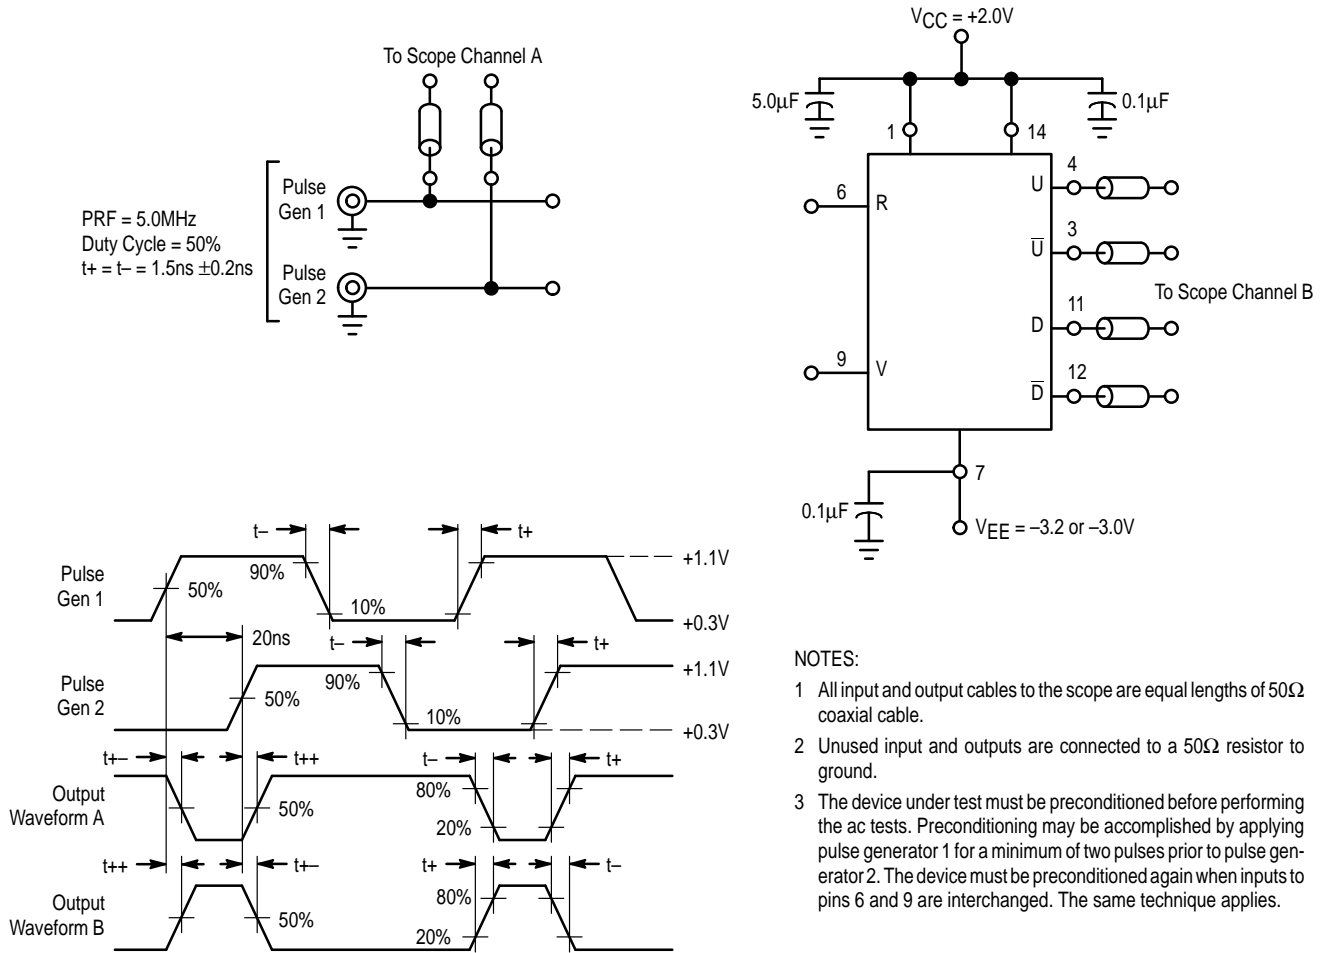 To Scope Channel A
Pulse
Gen 1
PRF = 5.0MHz
Duty Cycle = 50%
t+ = t– = 1.5ns ±0.2ns
Pulse
Gen 2
VCC = +2.0V
5.0µF
0.1µF
1
14
4
U
6
R
3
U̅
To Scope Channel B
11
D
9
V
12
D̅
7
0.1µF
VEE = –3.2 or –3.0V
t–
t+
+1.1V
90%
Pulse
Gen 1
50%
10%
+0.3V
20ns
t–
t+
+1.1V
90%
Pulse
Gen 2
50%
10%
+0.3V
t+–
t++
t–
t+
80%
Output
Waveform A
50%
20%
t++
t+–
t+
t–
80%
Output
Waveform B
50%
20%
NOTES:
1 All input and output cables to the scope are equal lengths of 50Ω
coaxial cable.
2 Unused input and outputs are connected to a 50Ω resistor to
ground.
3 The device under test must be preconditioned before performing
the ac tests. Preconditioning may be accomplished by applying
pulse generator 1 for a minimum of two pulses prior to pulse gen-
erator 2. The device must be preconditioned again when inputs to
pins 6 and 9 are interchanged. The same technique applies.